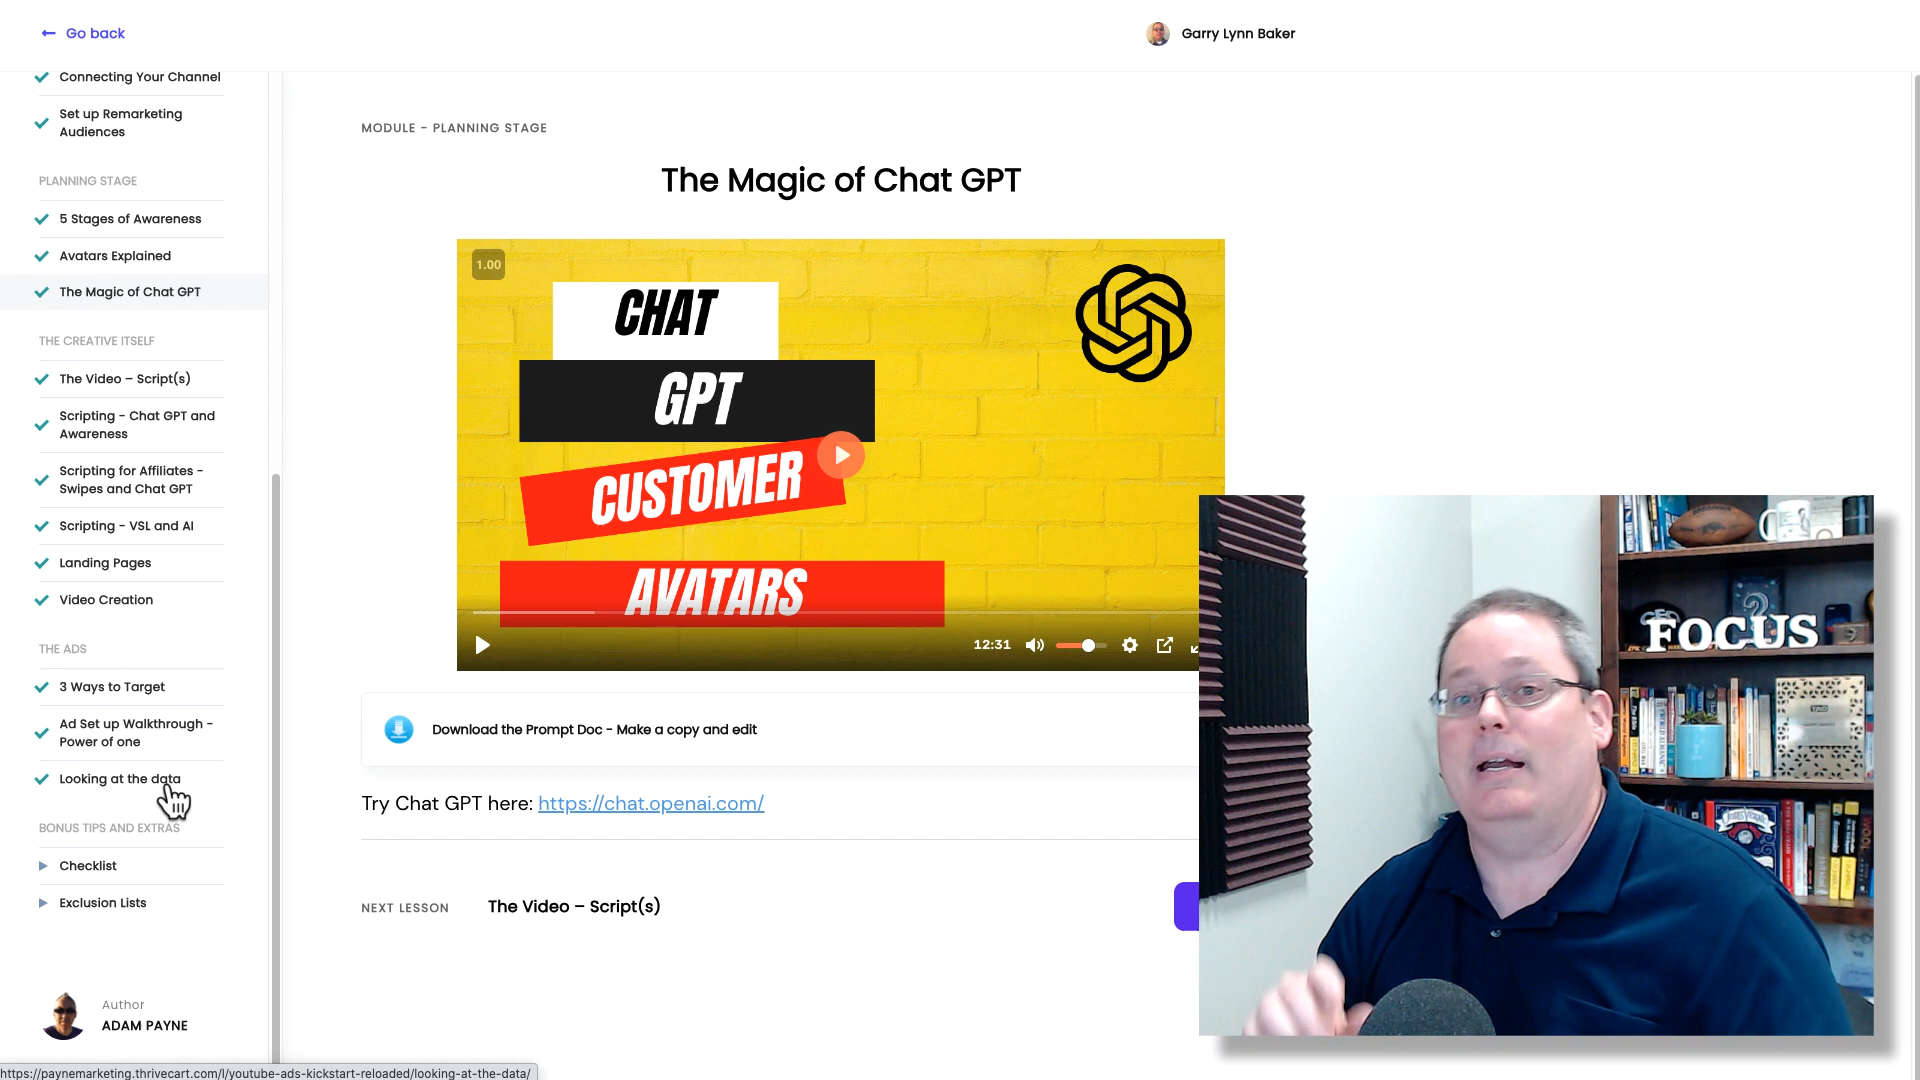 Go back
Garry Lynn Baker
Connecting Your Channel
Set up Remarketing
Audiences
PLANNING STAGE
5 Stages of Awareness
Avatars Explained
The Magic of Chat GPT
THE CREATIVE ITSELF
The Video – Script(s)
Scripting - Chat GPT and
Awareness
Scripting for Affiliates -
Swipes and Chat GPT
Scripting - VSL and AI
Landing Pages
Video Creation
THE ADS
3 Ways to Target
Ad Set up Walkthrough -
Power of one
Looking at the data
BONUS TIPS AND EXTRAS
Checklist
Exclusion Lists
Author
ADAM PAYNE
https://paynemarketing.thrivecart.com/l/youtube-ads-kickstart-reloaded/looking-at-the-data/
MODULE - PLANNING STAGE
The Magic of Chat GPT
1.00
CHAT
GPT
CUSTOMER
AVATARS
12:31
Download the Prompt Doc - Make a copy and edit
Try Chat GPT here: https://chat.openai.com/
NEXT LESSON
The Video – Script(s)
FOCUS